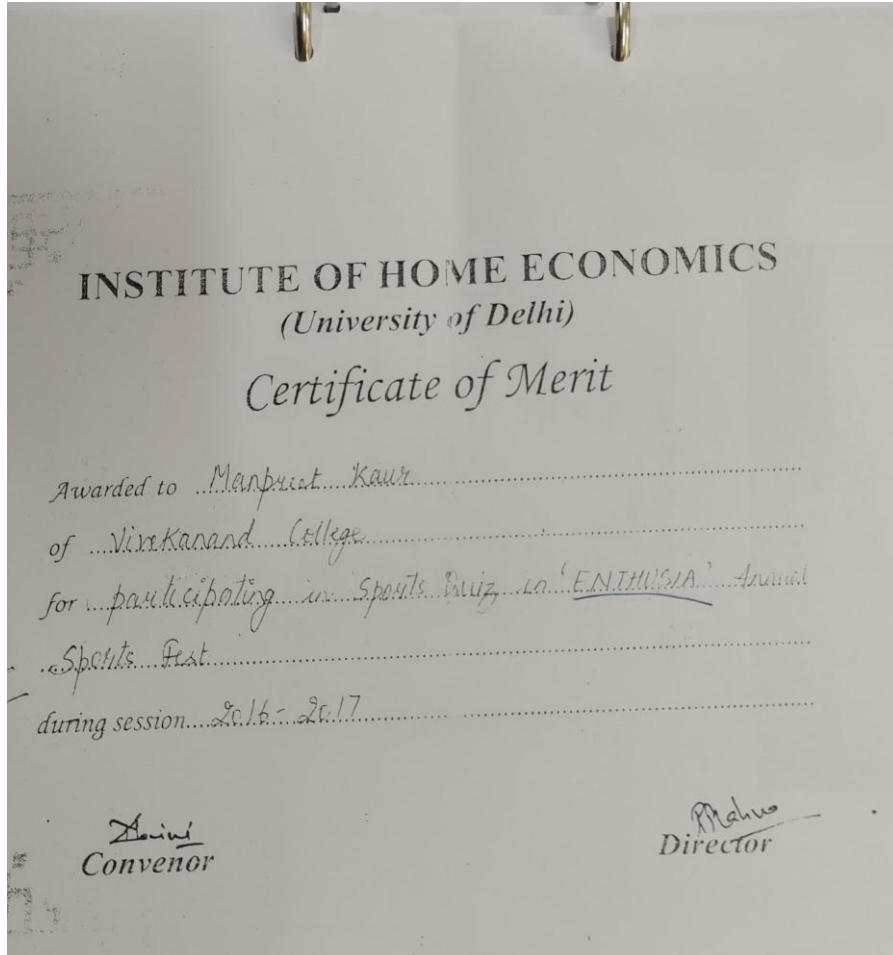 INSTITUTE OF HOME ECONOMICS
(University of Delhi)
Certificate of Merit
Awarded to Manpreet Kaur
of Vivekanand College
for participating in Sports Quiz in 'ENTHUSIA' Annual
Sports Fest
during session 2016-2017
Convenor
Director